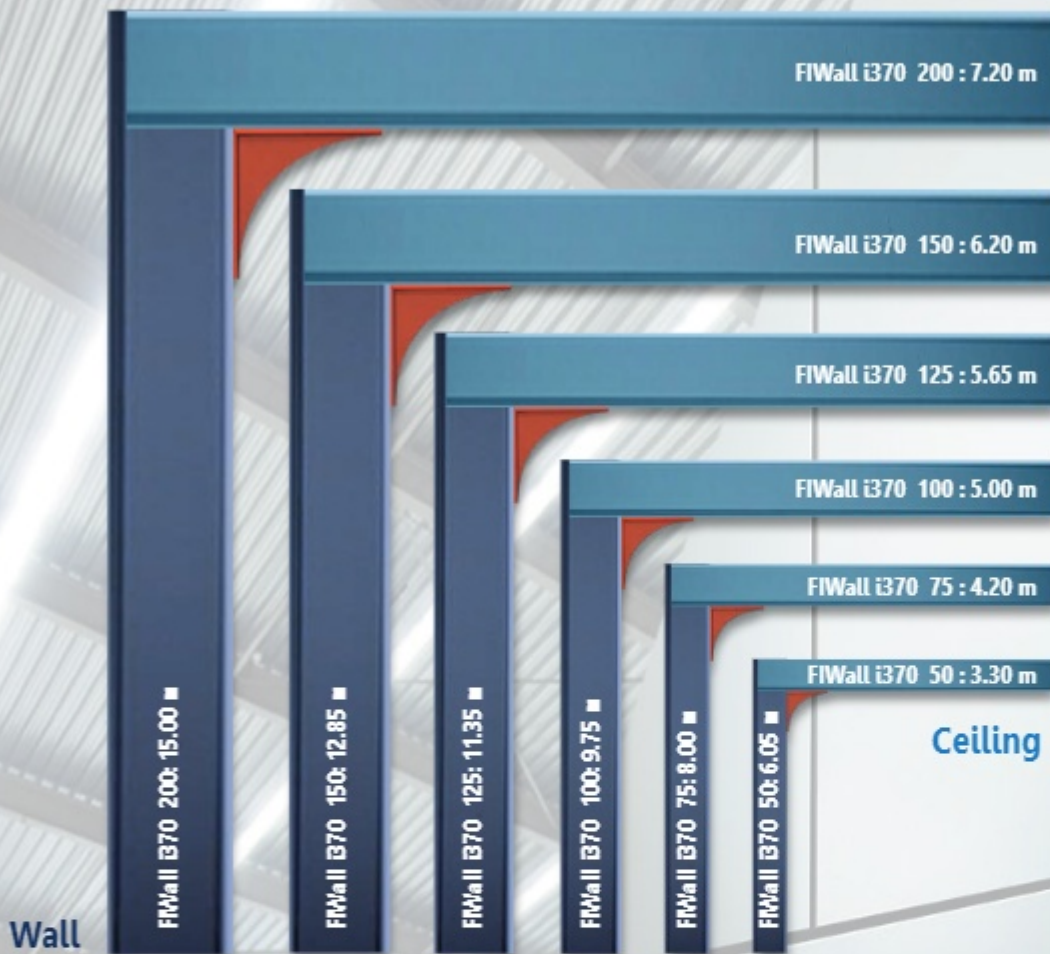 FIWall i370 200 : 7.20 m
FIWall i370 150 : 6.20 m
FIWall i370 125 : 5.65 m
FIWall i370 100 : 5.00 m
FIWall i370 75 : 4.20 m
FIWall i370 50 : 3.30 m
Ceiling
FIWall i370 200: 15.00 m
FIWall i370 150: 12.85 m
FIWall i370 125: 11.35 m
FIWall i370 100: 9.75 m
FIWall i370 75: 8.00 m
FIWall i370 50: 6.05 m
Wall